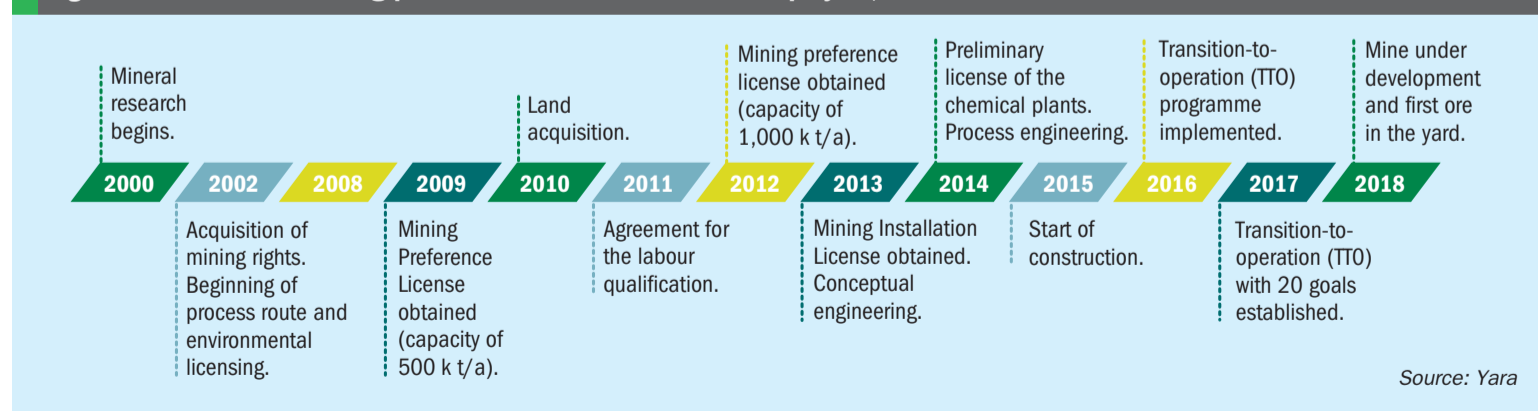 Mineral
research
begins.
Land
acquisition.
Mining preference
license obtained
(capacity of
1,000 k t/a).
Preliminary
license of the
chemical plants.
Process engineering.
Transition-to-
operation (TTO)
programme
implemented.
Mine under
development
and first ore
in the yard.
2000 2002 2008 2009 2010 2011 2012 2013 2014 2015 2016 2017 2018
Acquisition of
mining rights.
Beginning of
process route and
environmental
licensing.
Mining
Preference
License
obtained
(capacity of
500 k t/a).
Agreement for
the labour
qualification.
Mining Installation
License obtained.
Conceptual
engineering.
Start of
construction.
Transition-to-
operation (TTO)
with 20 goals
established.
Source: Yara